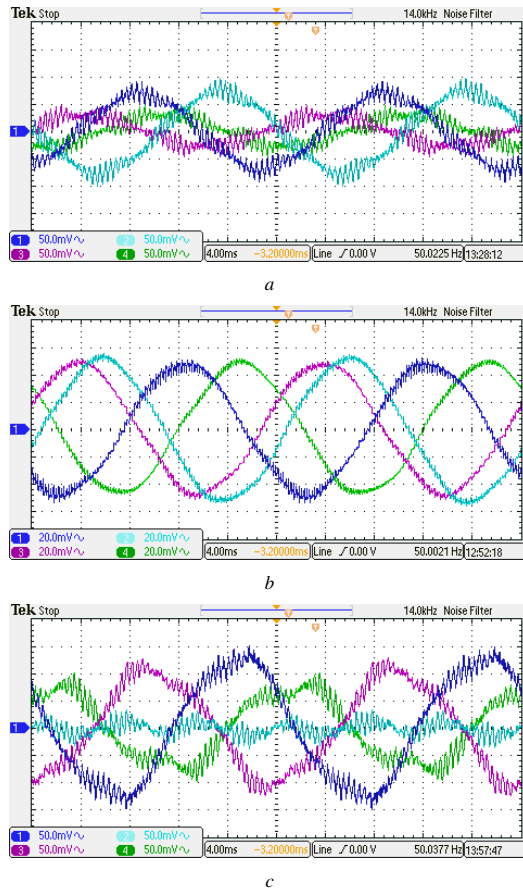 Tek Stop 14.0kHz Noise Filter
T
T
1
1 50.0mV∿ 2 50.0mV∿
3 50.0mV∿ 4 50.0mV∿ 4.00ms −3.20000ms Line ∫ 0.00 V 50.0225 Hz 13:28:12
a
Tek Stop 14.0kHz Noise Filter
T
T
1
1 20.0mV∿ 2 20.0mV∿
3 20.0mV∿ 4 20.0mV∿ 4.00ms −3.20000ms Line ∫ 0.00 V 50.0021 Hz 12:52:18
b
Tek Stop 14.0kHz Noise Filter
T
T
1
1 50.0mV∿ 2 50.0mV∿
3 50.0mV∿ 4 50.0mV∿ 4.00ms −3.20000ms Line ∫ 0.00 V 50.0377 Hz 13:57:47
c